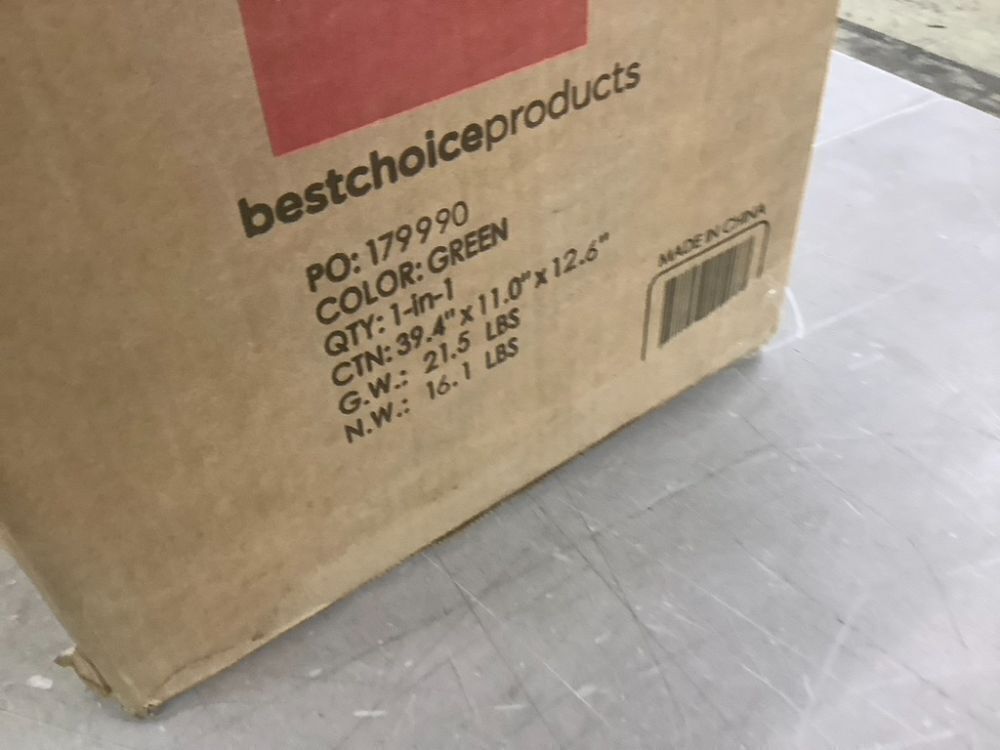 bestchoiceproducts
PO: 179990
COLOR: GREEN
QTY: 1-in-1
CTN: 39.4" x 11.0" x 12.6"
G.W.: 21.5 LBS
N.W.: 16.1 LBS
MADE IN CHINA